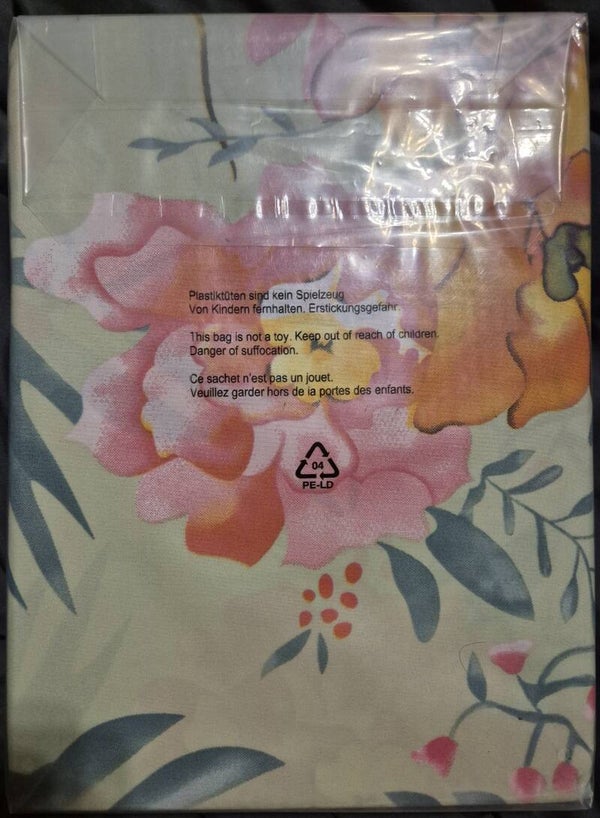 Plastiktüten sind kein Spielzeug
Von Kindern fernhalten. Erstickungsgefahr.
This bag is not a toy. Keep out of reach of children.
Danger of suffocation.
Ce sachet n'est pas un jouet.
Veuillez garder hors de ia portes des enfants.
04
PE-LD